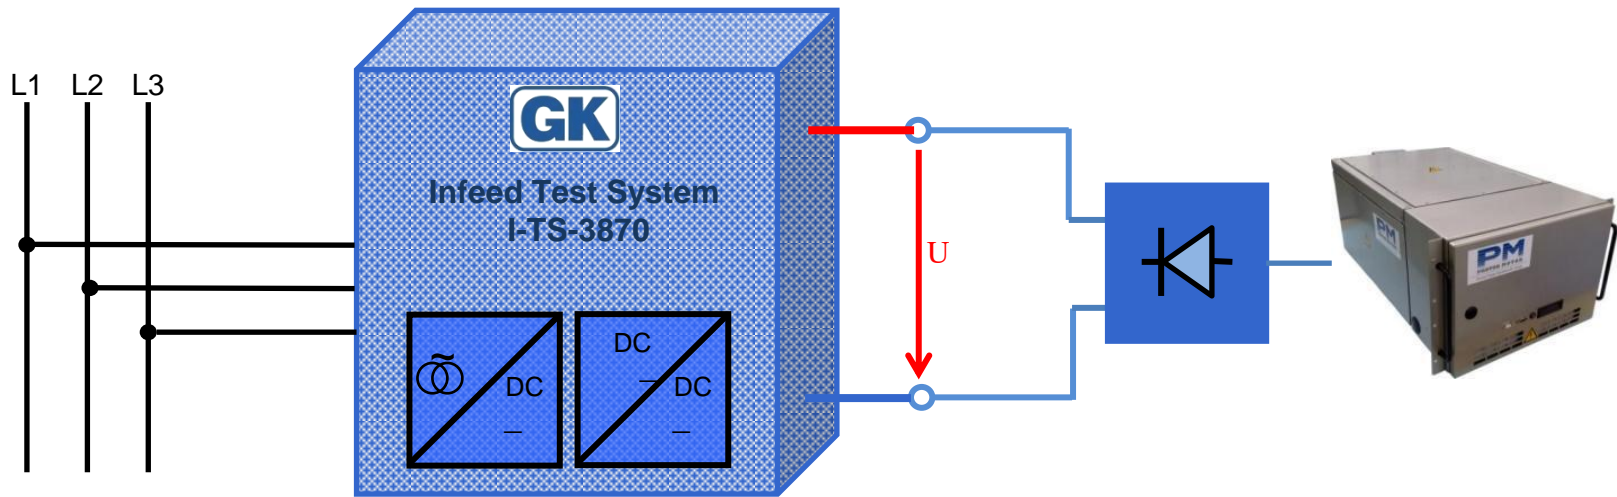 L1
L2
L3
GK
Infeed Test System
I-TS-3870
U
DC
DC
DC
PM
PM